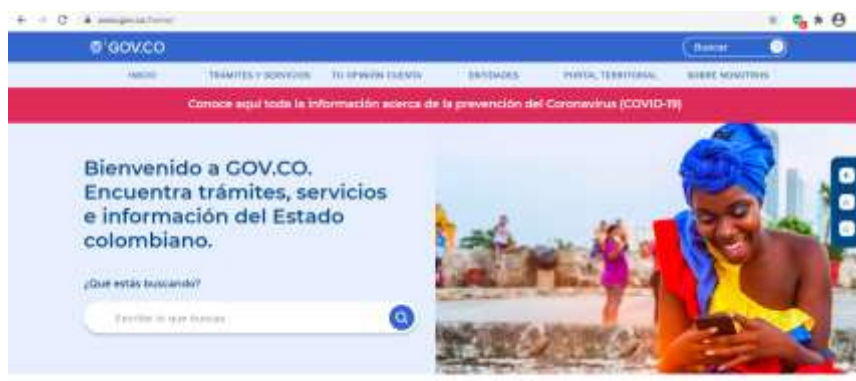 GOV.CO
Buscar
INICIO TRÁMITES Y SERVICIOS TU OPINIÓN CUENTA ENTIDADES PORTAL TERRITORIAL SOBRE NOSOTROS
Conoce aquí toda la información acerca de la prevención del Coronavirus (COVID-19)
Bienvenido a GOV.CO.
Encuentra trámites, servicios
e información del Estado
colombiano.
¿Qué estás buscando?
Escribe lo que buscas